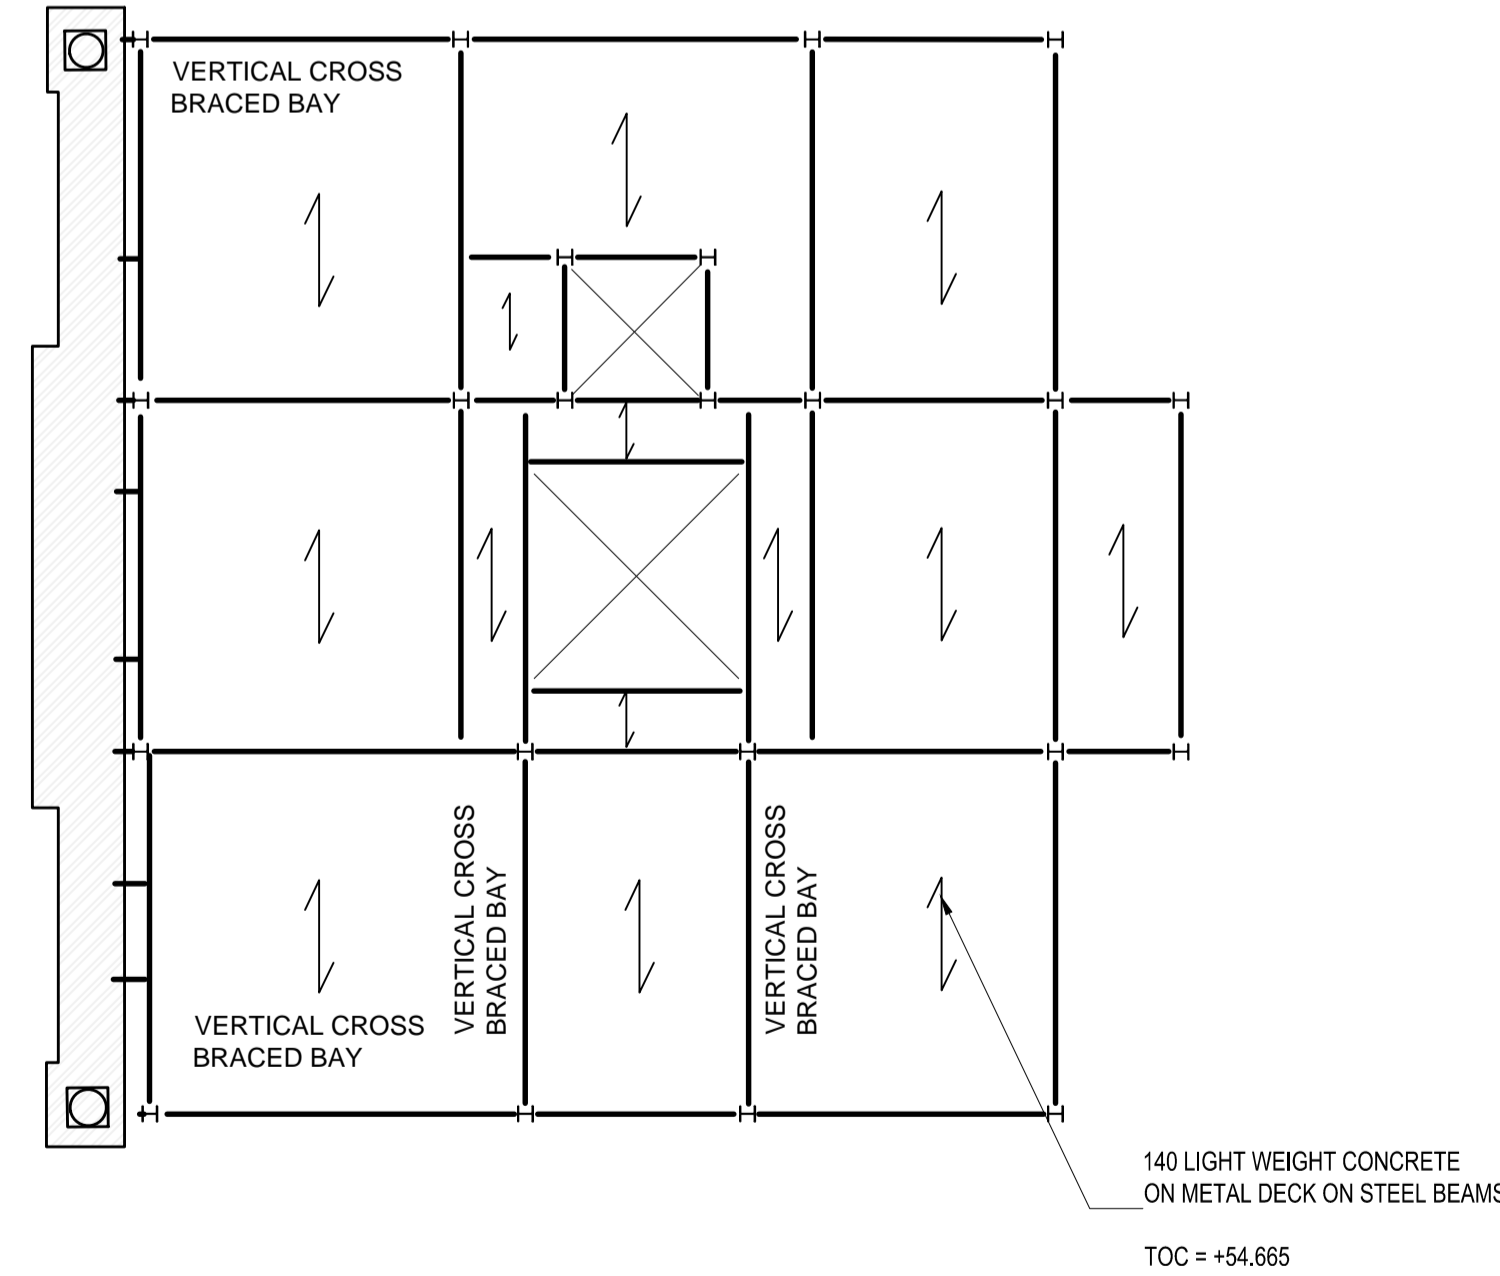 VERTICAL CROSS
BRACED BAY
VERTICAL CROSS
BRACED BAY
VERTICAL CROSS
BRACED BAY
VERTICAL CROSS
BRACED BAY
140 LIGHT WEIGHT CONCRETE
ON METAL DECK ON STEEL BEAMS
TOC = +54.665